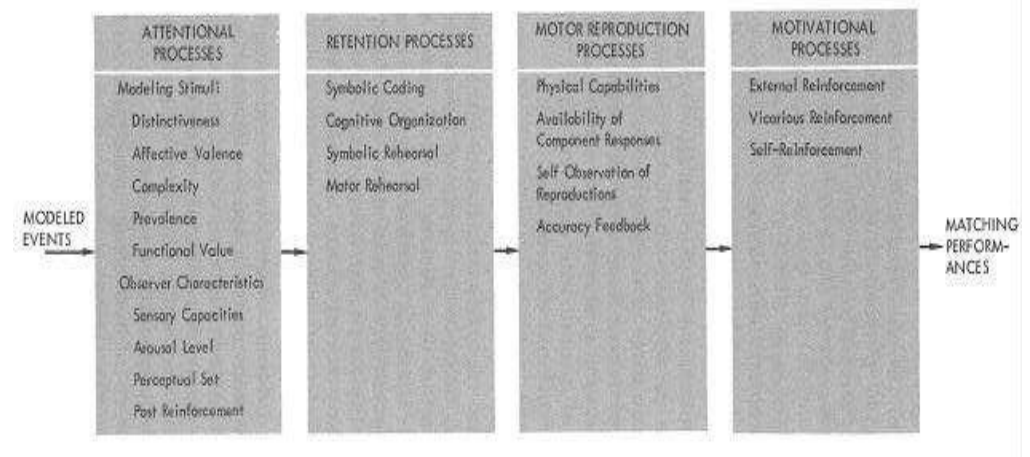 MODELED
EVENTS
ATTENTIONAL
PROCESSES
Modeling Stimuli
Distinctiveness
Affective Valence
Complexity
Prevalence
Functional Value
Observer Characteristics
Sensory Capacities
Arousal Level
Perceptual Set
Past Reinforcement
RETENTION PROCESSES
Symbolic Coding
Cognitive Organization
Symbolic Rehearsal
Motor Rehearsal
MOTOR REPRODUCTION
PROCESSES
Physical Capabilities
Availability of
Component Responses
Self Observation of
Reproductions
Accuracy Feedback
MOTIVATIONAL
PROCESSES
External Reinforcement
Vicarious Reinforcement
Self-Reinforcement
MATCHING
PERFORM-
ANCES